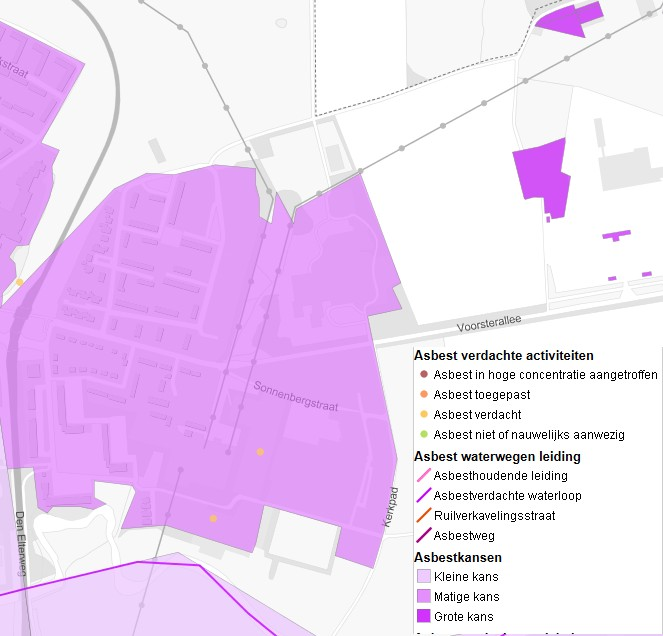 straat
Voorsterallee
Sonnenbergstraat
Kerkpad
Den Elterweg
Asbest verdachte activiteiten
Asbest in hoge concentratie aangetroffen
Asbest toegepast
Asbest verdacht
Asbest niet of nauwelijks aanwezig
Asbest waterwegen leiding
Asbesthoudende leiding
Asbestverdachte waterloop
Ruilverkavelingsstraat
Asbestweg
Asbestkansen
Kleine kans
Matige kans
Grote kans